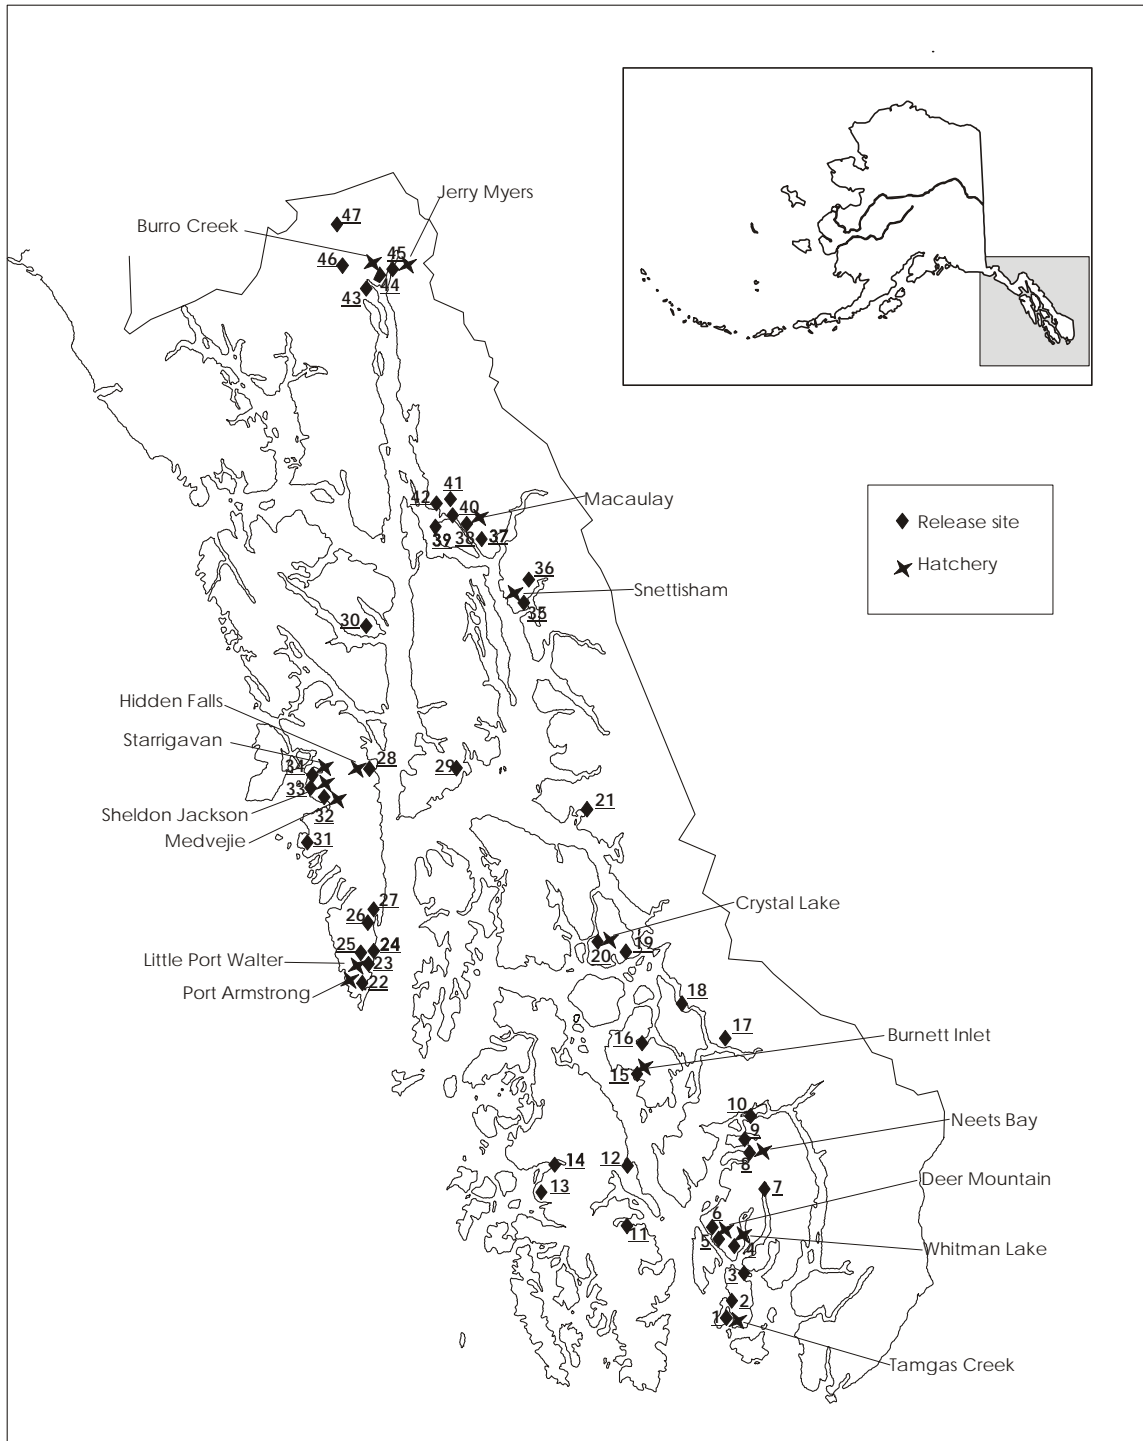 Jerry Myers
47
Burro Creek
45
46
44
43
41
Macaulay
42
40
39
38
37
36
Snettisham
35
30
Release site
Hatchery
Hidden Falls
Starrigavan
28
29
34
33
Sheldon Jackson
32
21
Medvejie
31
Crystal Lake
27
26
25
24
20
19
Little Port Walter
23
Port Armstrong
22
18
17
16
Burnett Inlet
15
10
Neets Bay
9
8
14
12
Deer Mountain
13
7
6
11
5
4
Whitman Lake
3
2
1
Tamgas Creek